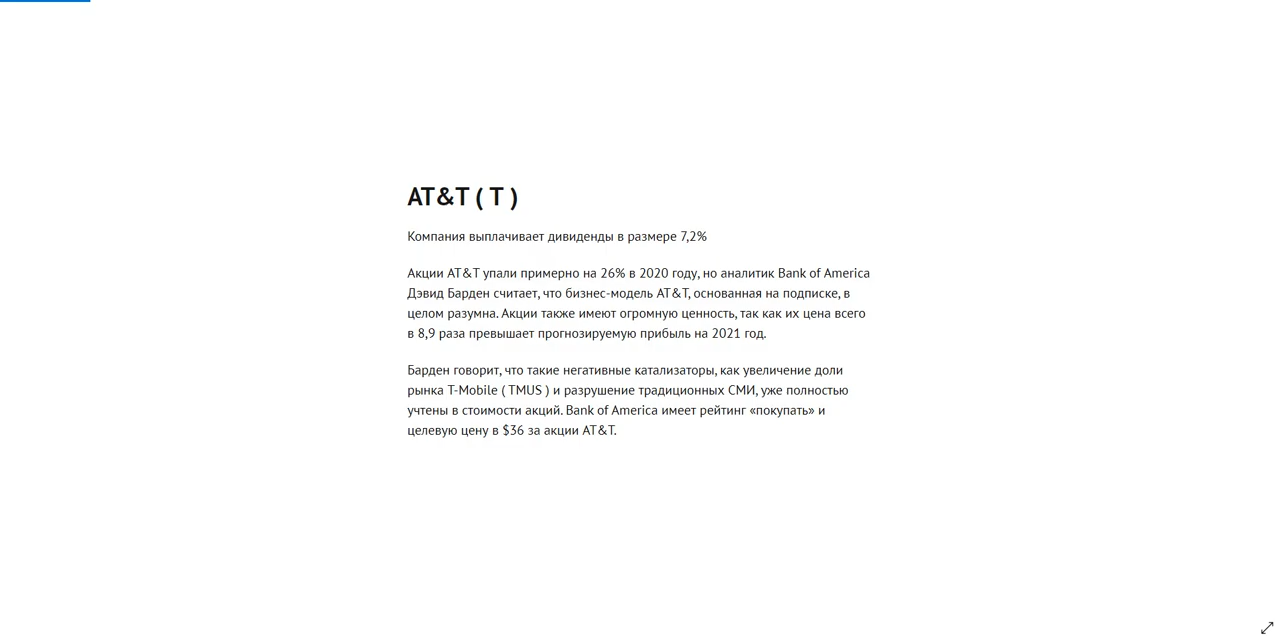 AT&T ( T )
Компания выплачивает дивиденды в размере 7,2%
Акции AT&T упали примерно на 26% в 2020 году, но аналитик Bank of America
Дэвид Барден считает, что бизнес-модель AT&T, основанная на подписке, в
целом разумна. Акции также имеют огромную ценность, так как их цена всего
в 8,9 раза превышает прогнозируемую прибыль на 2021 год.
Барден говорит, что такие негативные катализаторы, как увеличение доли
рынка T-Mobile ( TMUS ) и разрушение традиционных СМИ, уже полностью
учтены в стоимости акций. Bank of America имеет рейтинг «покупать» и
целевую цену в $36 за акции AT&T.